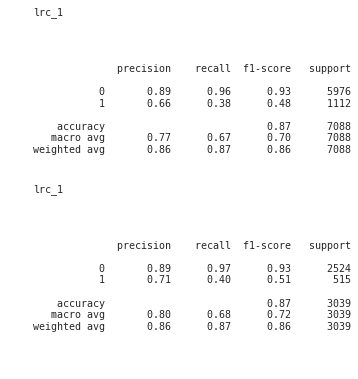 lrc_1
precision recall f1-score support
0 0.89 0.96 0.93 5976
1 0.66 0.38 0.48 1112
accuracy 0.87 7088
macro avg 0.77 0.67 0.70 7088
weighted avg 0.86 0.87 0.86 7088
lrc_1
precision recall f1-score support
0 0.89 0.97 0.93 2524
1 0.71 0.40 0.51 515
accuracy 0.87 3039
macro avg 0.80 0.68 0.72 3039
weighted avg 0.86 0.87 0.86 3039